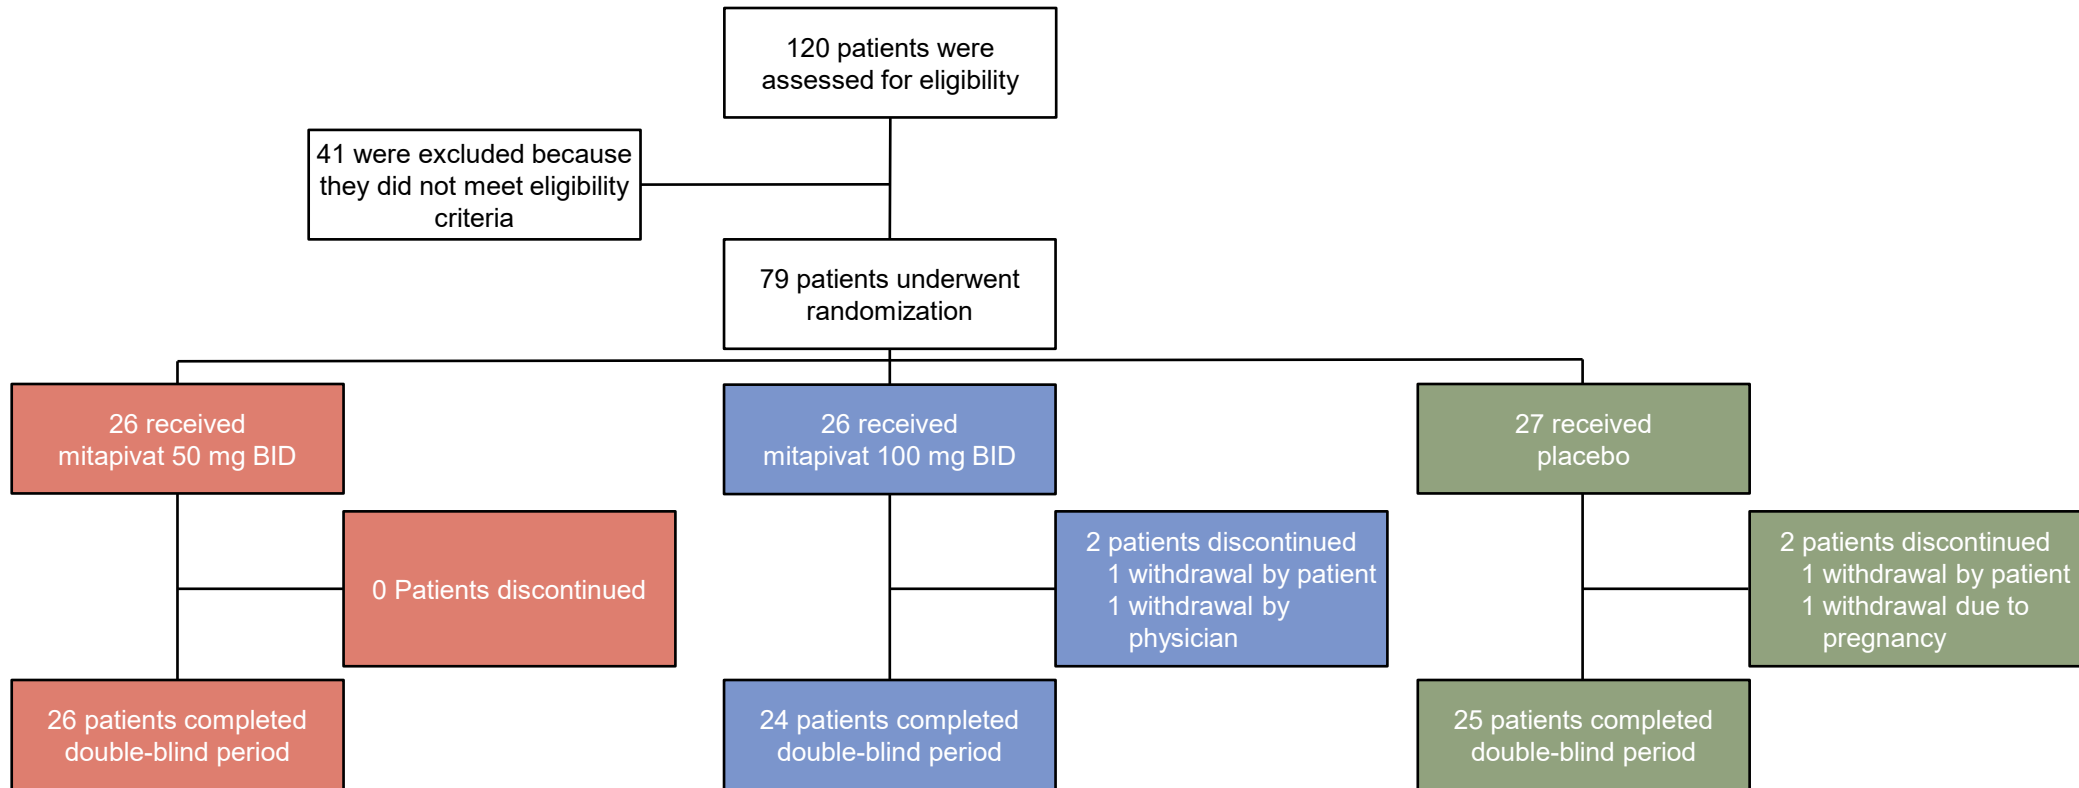 120 patients were
assessed for eligibility
41 were excluded because
they did not meet eligibility
criteria
79 patients underwent
randomization
26 received
mitapivat 50 mg BID
26 received
mitapivat 100 mg BID
27 received
placebo
0 Patients discontinued
2 patients discontinued
1 withdrawal by patient
1 withdrawal by
physician
2 patients discontinued
1 withdrawal by patient
1 withdrawal due to
pregnancy
26 patients completed
double-blind period
24 patients completed
double-blind period
25 patients completed
double-blind period